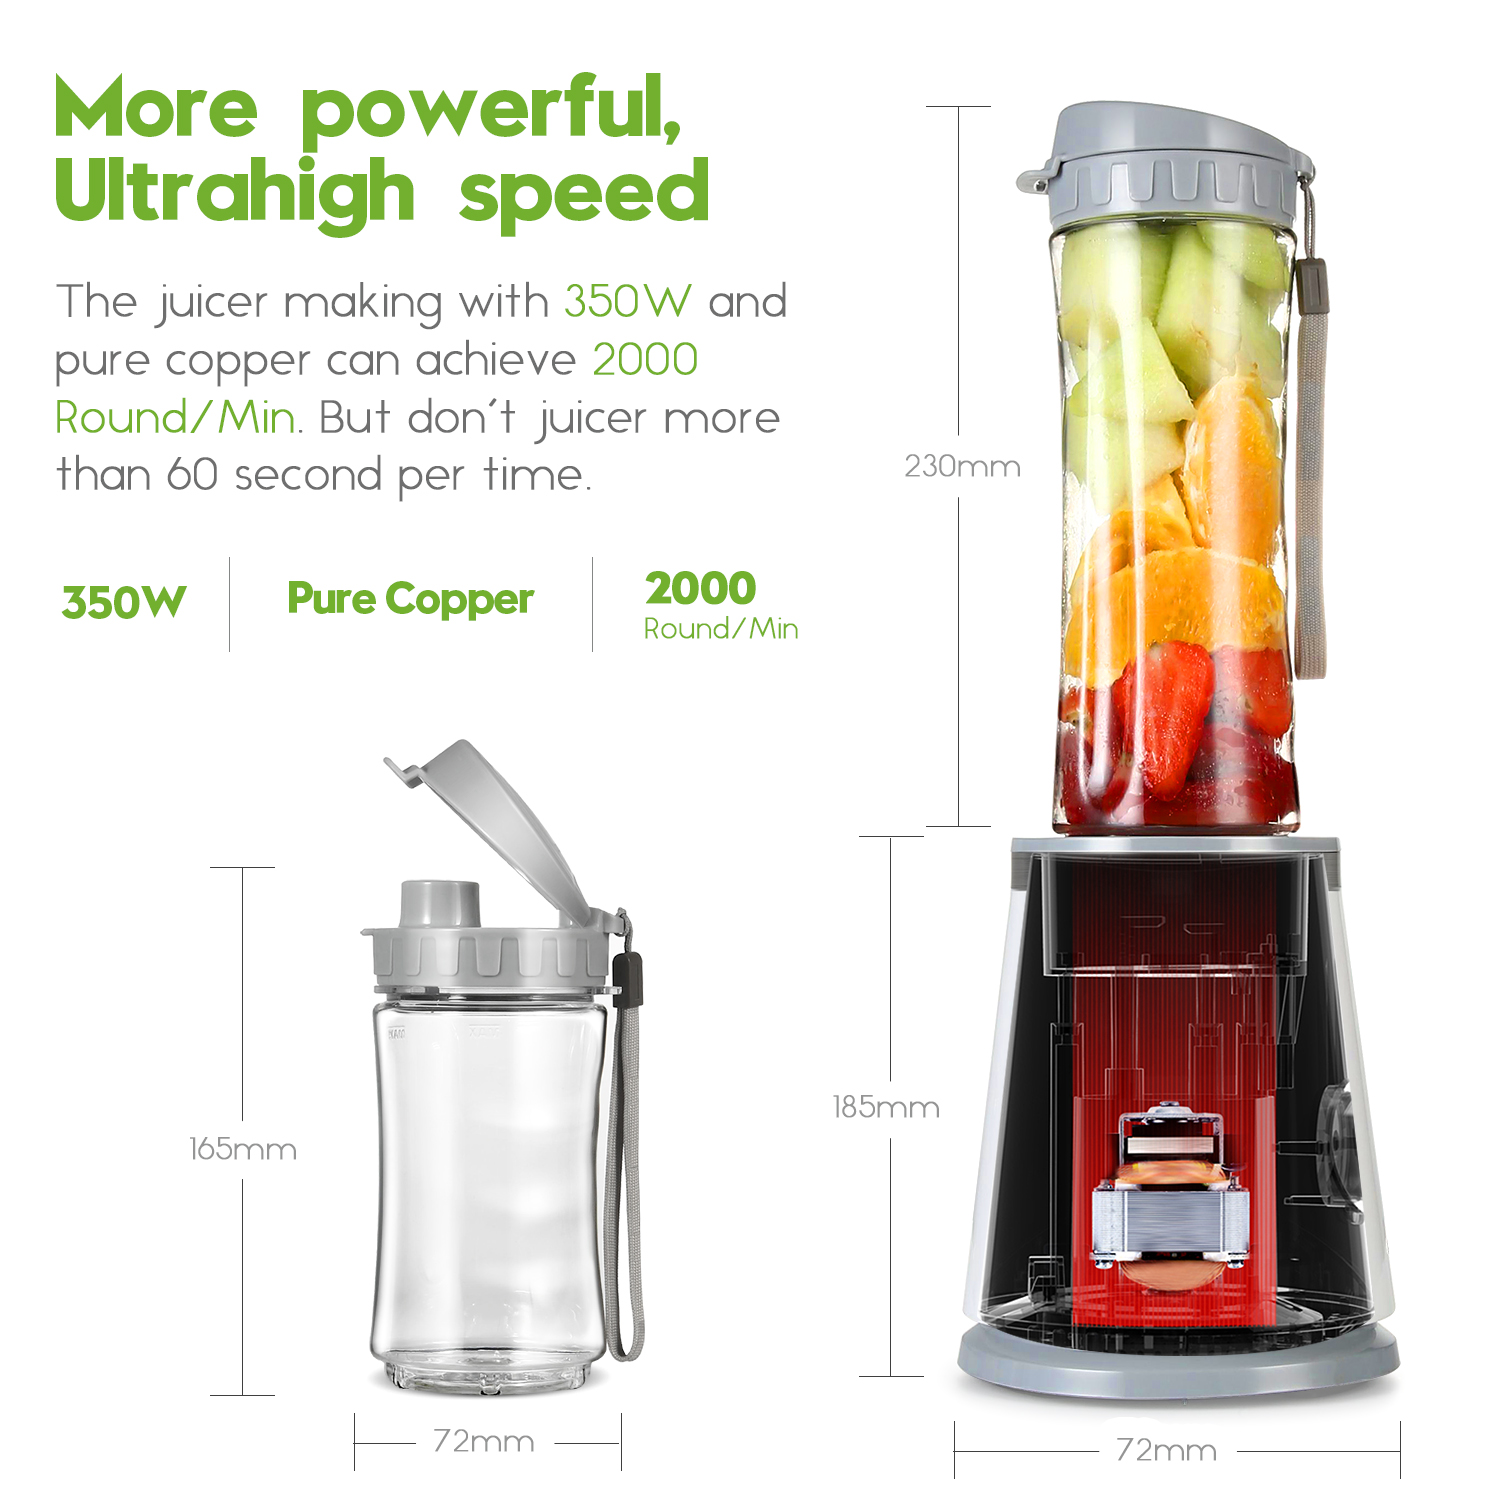 More powerful,
Ultrahigh speed
The juicer making with 350W and
pure copper can achieve 2000
Round/Min. But don't juicer more
than 60 second per time.
350W
Pure Copper
2000
Round/Min
230mm
185mm
165mm
72mm
72mm